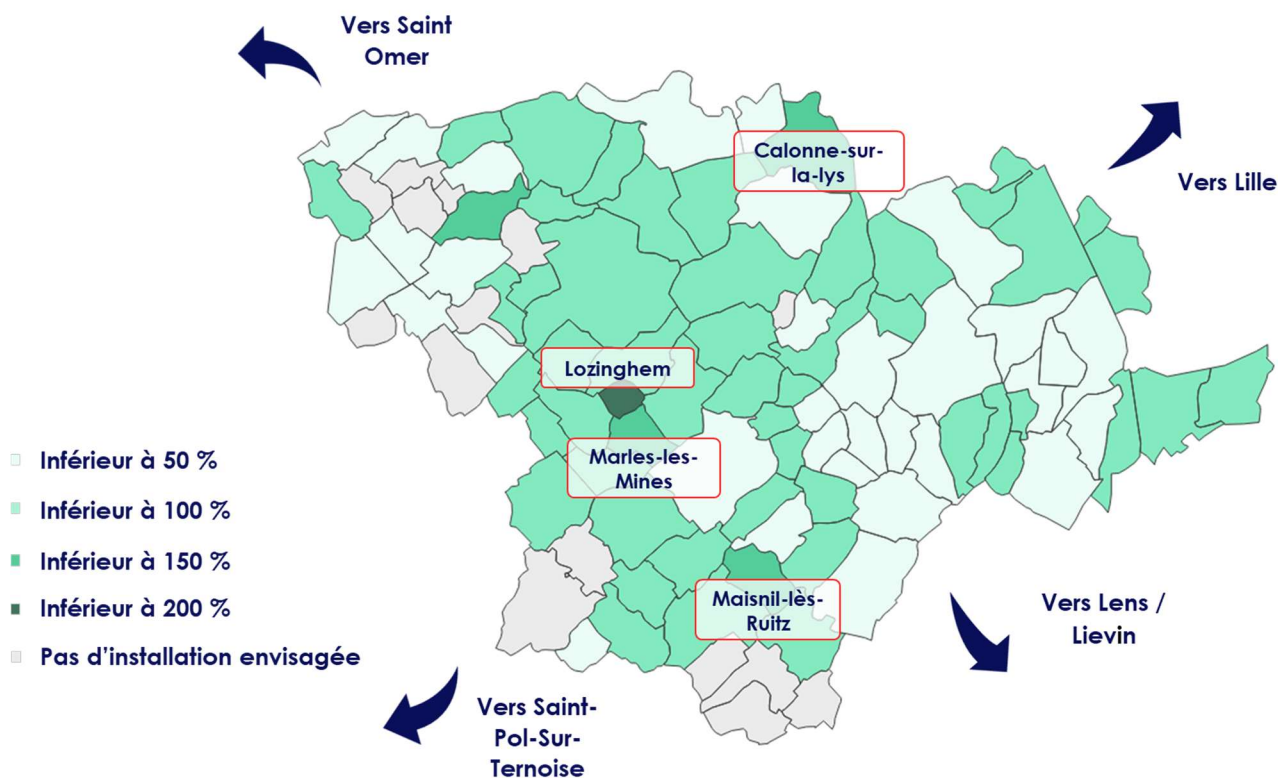 Vers Saint
Omer
Calonne-sur-
la-lys
Vers Lille
Lozinghem
Marles-les-
Mines
Inférieur à 50 %
Inférieur à 100 %
Inférieur à 150 %
Inférieur à 200 %
Pas d’installation envisagée
Maisnil-lès-
Ruitz
Vers Lens /
Lievin
Vers Saint-
Pol-Sur-
Ternoise